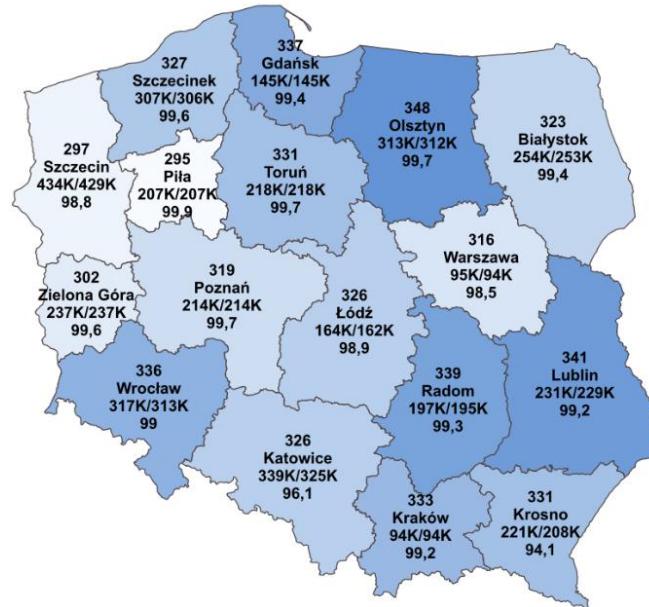 337
Gdańsk
145K/145K
99,4
327
Szczecinek
307K/306K
99,6
348
Olsztyn
313K/312K
99,7
323
Białystok
254K/253K
99,4
297
Szczecin
434K/429K
98,8
295
Piła
207K/207K
99,9
331
Toruń
218K/218K
99,7
316
Warszawa
95K/94K
98,5
302
Zielona Góra
237K/237K
99,6
319
Poznań
214K/214K
99,7
326
Łódź
164K/162K
98,9
336
Wrocław
317K/313K
99
339
Radom
197K/195K
99,3
341
Lublin
231K/229K
99,2
326
Katowice
339K/325K
96,1
333
Kraków
94K/94K
99,2
331
Krosno
221K/208K
94,1